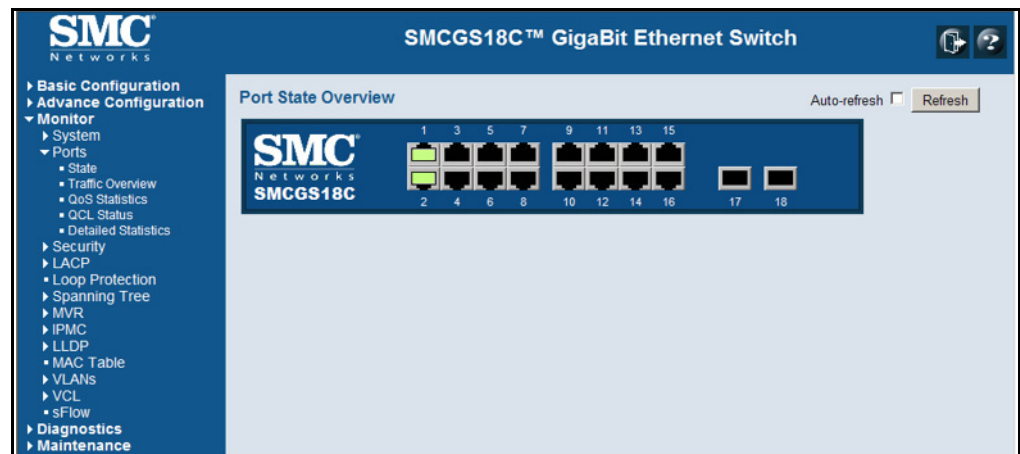 SMC®
Networks
SMCGS18C™ GigaBit Ethernet Switch
Basic Configuration
Advance Configuration
Monitor
System
Ports
State
Traffic Overview
QoS Statistics
QCL Status
Detailed Statistics
Security
LACP
Loop Protection
Spanning Tree
MVR
IPMC
LLDP
MAC Table
VLANs
VCL
sFlow
Diagnostics
Maintenance
Port State Overview
Auto-refresh Refresh
SMC®
Networks
SMCGS18C
1 3 5 7 9 11 13 15
2 4 6 8 10 12 14 16 17 18